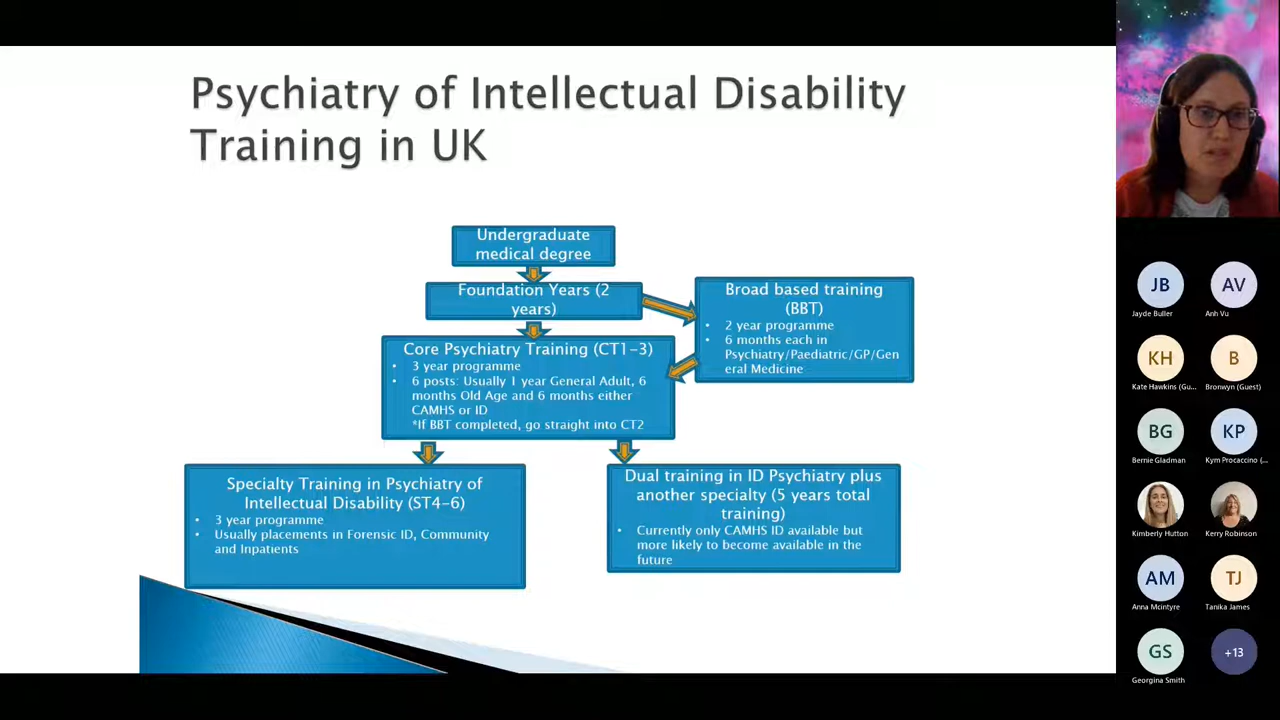 Psychiatry of Intellectual Disability
Training in UK
Undergraduate
medical degree
Foundation Years (2
years)
Broad based training
(BBT)
• 2 year programme
• 6 months each in
Psychiatry/Paediatric/GP/Gen
eral Medicine
Core Psychiatry Training (CT1-3)
• 3 year programme
• 6 posts: Usually 1 year General Adult, 6
months Old Age and 6 months either
CAMHS or ID
*If BBT completed, go straight into CT2
Specialty Training in Psychiatry of
Intellectual Disability (ST4-6)
• 3 year programme
• Usually placements in Forensic ID, Community
and Inpatients
Dual training in ID Psychiatry plus
another specialty (5 years total
training)
• Currently only CAMHS ID available but
more likely to become available in the
future
JB
Jayde Buller
AV
Anh Vu
KH
Kate Hawkins (Gu...
B
Bronwyn (Guest)
BG
Bernie Gladman
KP
Kym Procaccino (...
Kimberly Hutton
Kerry Robinson
AM
Anna Mcintyre
TJ
Tanika James
GS
Georgina Smith
+13